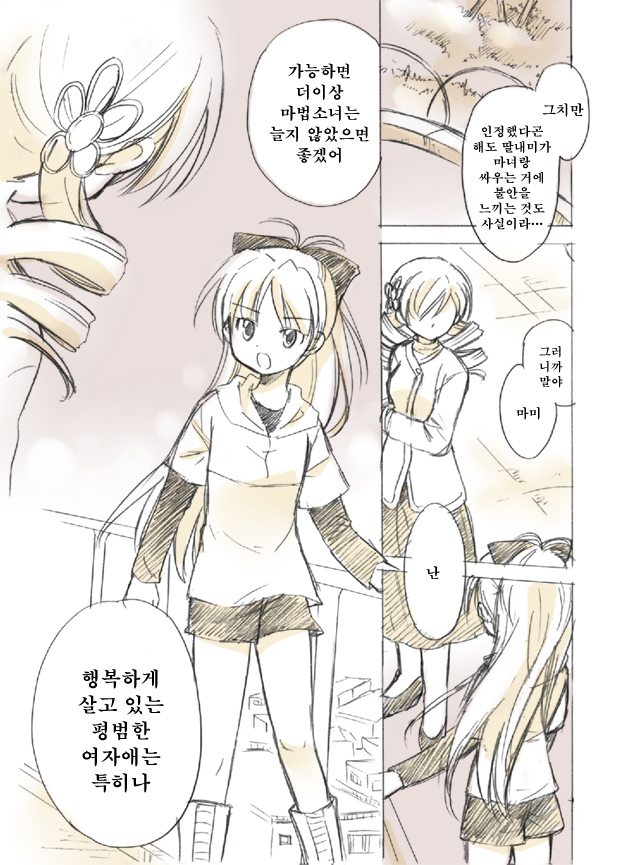 그치만
인정했다곤
해도 딸내미가
마녀랑
싸우는 거에
불안을
느끼는 것도
사실이라…
그러
니까
말야
마미
난
가능하면
더이상
마법소녀는
늘지 않았으면
좋겠어
행복하게
살고 있는
평범한
여자애는
특히나